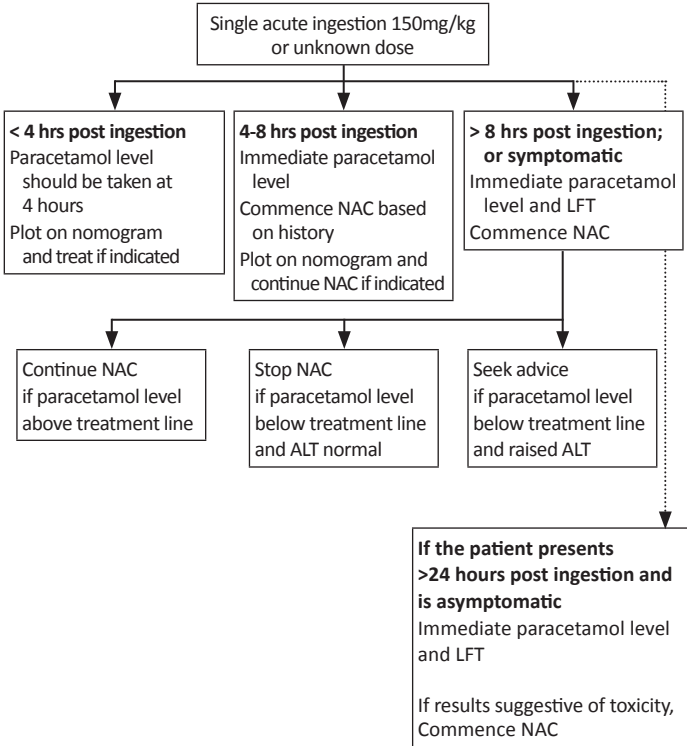 Single acute ingestion 150mg/kg
or unknown dose
< 4 hrs post ingestion
Paracetamol level
should be taken at
4 hours
Plot on nomogram
and treat if indicated
4-8 hrs post ingestion
Immediate paracetamol
level
Commence NAC based
on history
Plot on nomogram and
continue NAC if indicated
> 8 hrs post ingestion;
or symptomatic
Immediate paracetamol
level and LFT
Commence NAC
Continue NAC
if paracetamol level
above treatment line
Stop NAC
if paracetamol level
below treatment line
and ALT normal
Seek advice
if paracetamol level
below treatment line
and raised ALT
If the patient presents
>24 hours post ingestion and
is asymptomatic
Immediate paracetamol level
and LFT
If results suggestive of toxicity,
Commence NAC